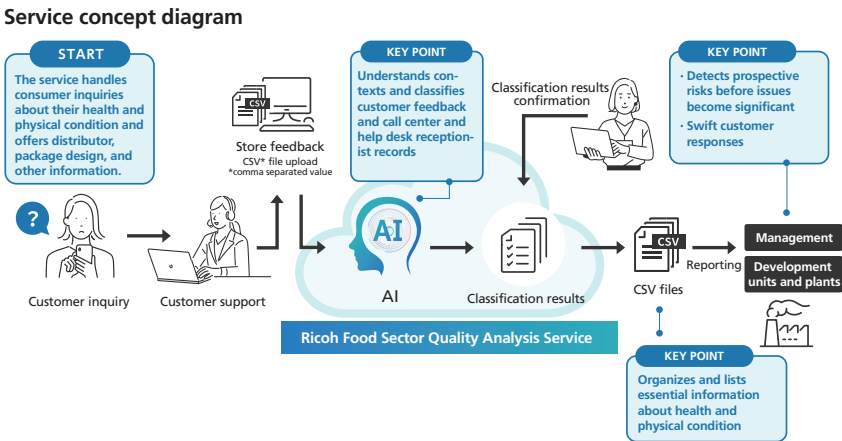 Service concept diagram
START
The service handles
consumer inquiries
about their health and
physical condition and
offers distributor,
package design, and
other information.
?
Customer inquiry
Customer support
CSV
Store feedback
CSV* file upload
*comma separated value
KEY POINT
Understands con-
texts and classifies
customer feedback
and call center and
help desk reception-
ist records
AI
AI
Classification results
confirmation
Classification results
Ricoh Food Sector Quality Analysis Service
CSV
CSV files
Reporting
KEY POINT
· Detects prospective
risks before issues
become significant
· Swift customer
responses
Management
Development
units and plants
KEY POINT
Organizes and lists
essential information
about health and
physical condition